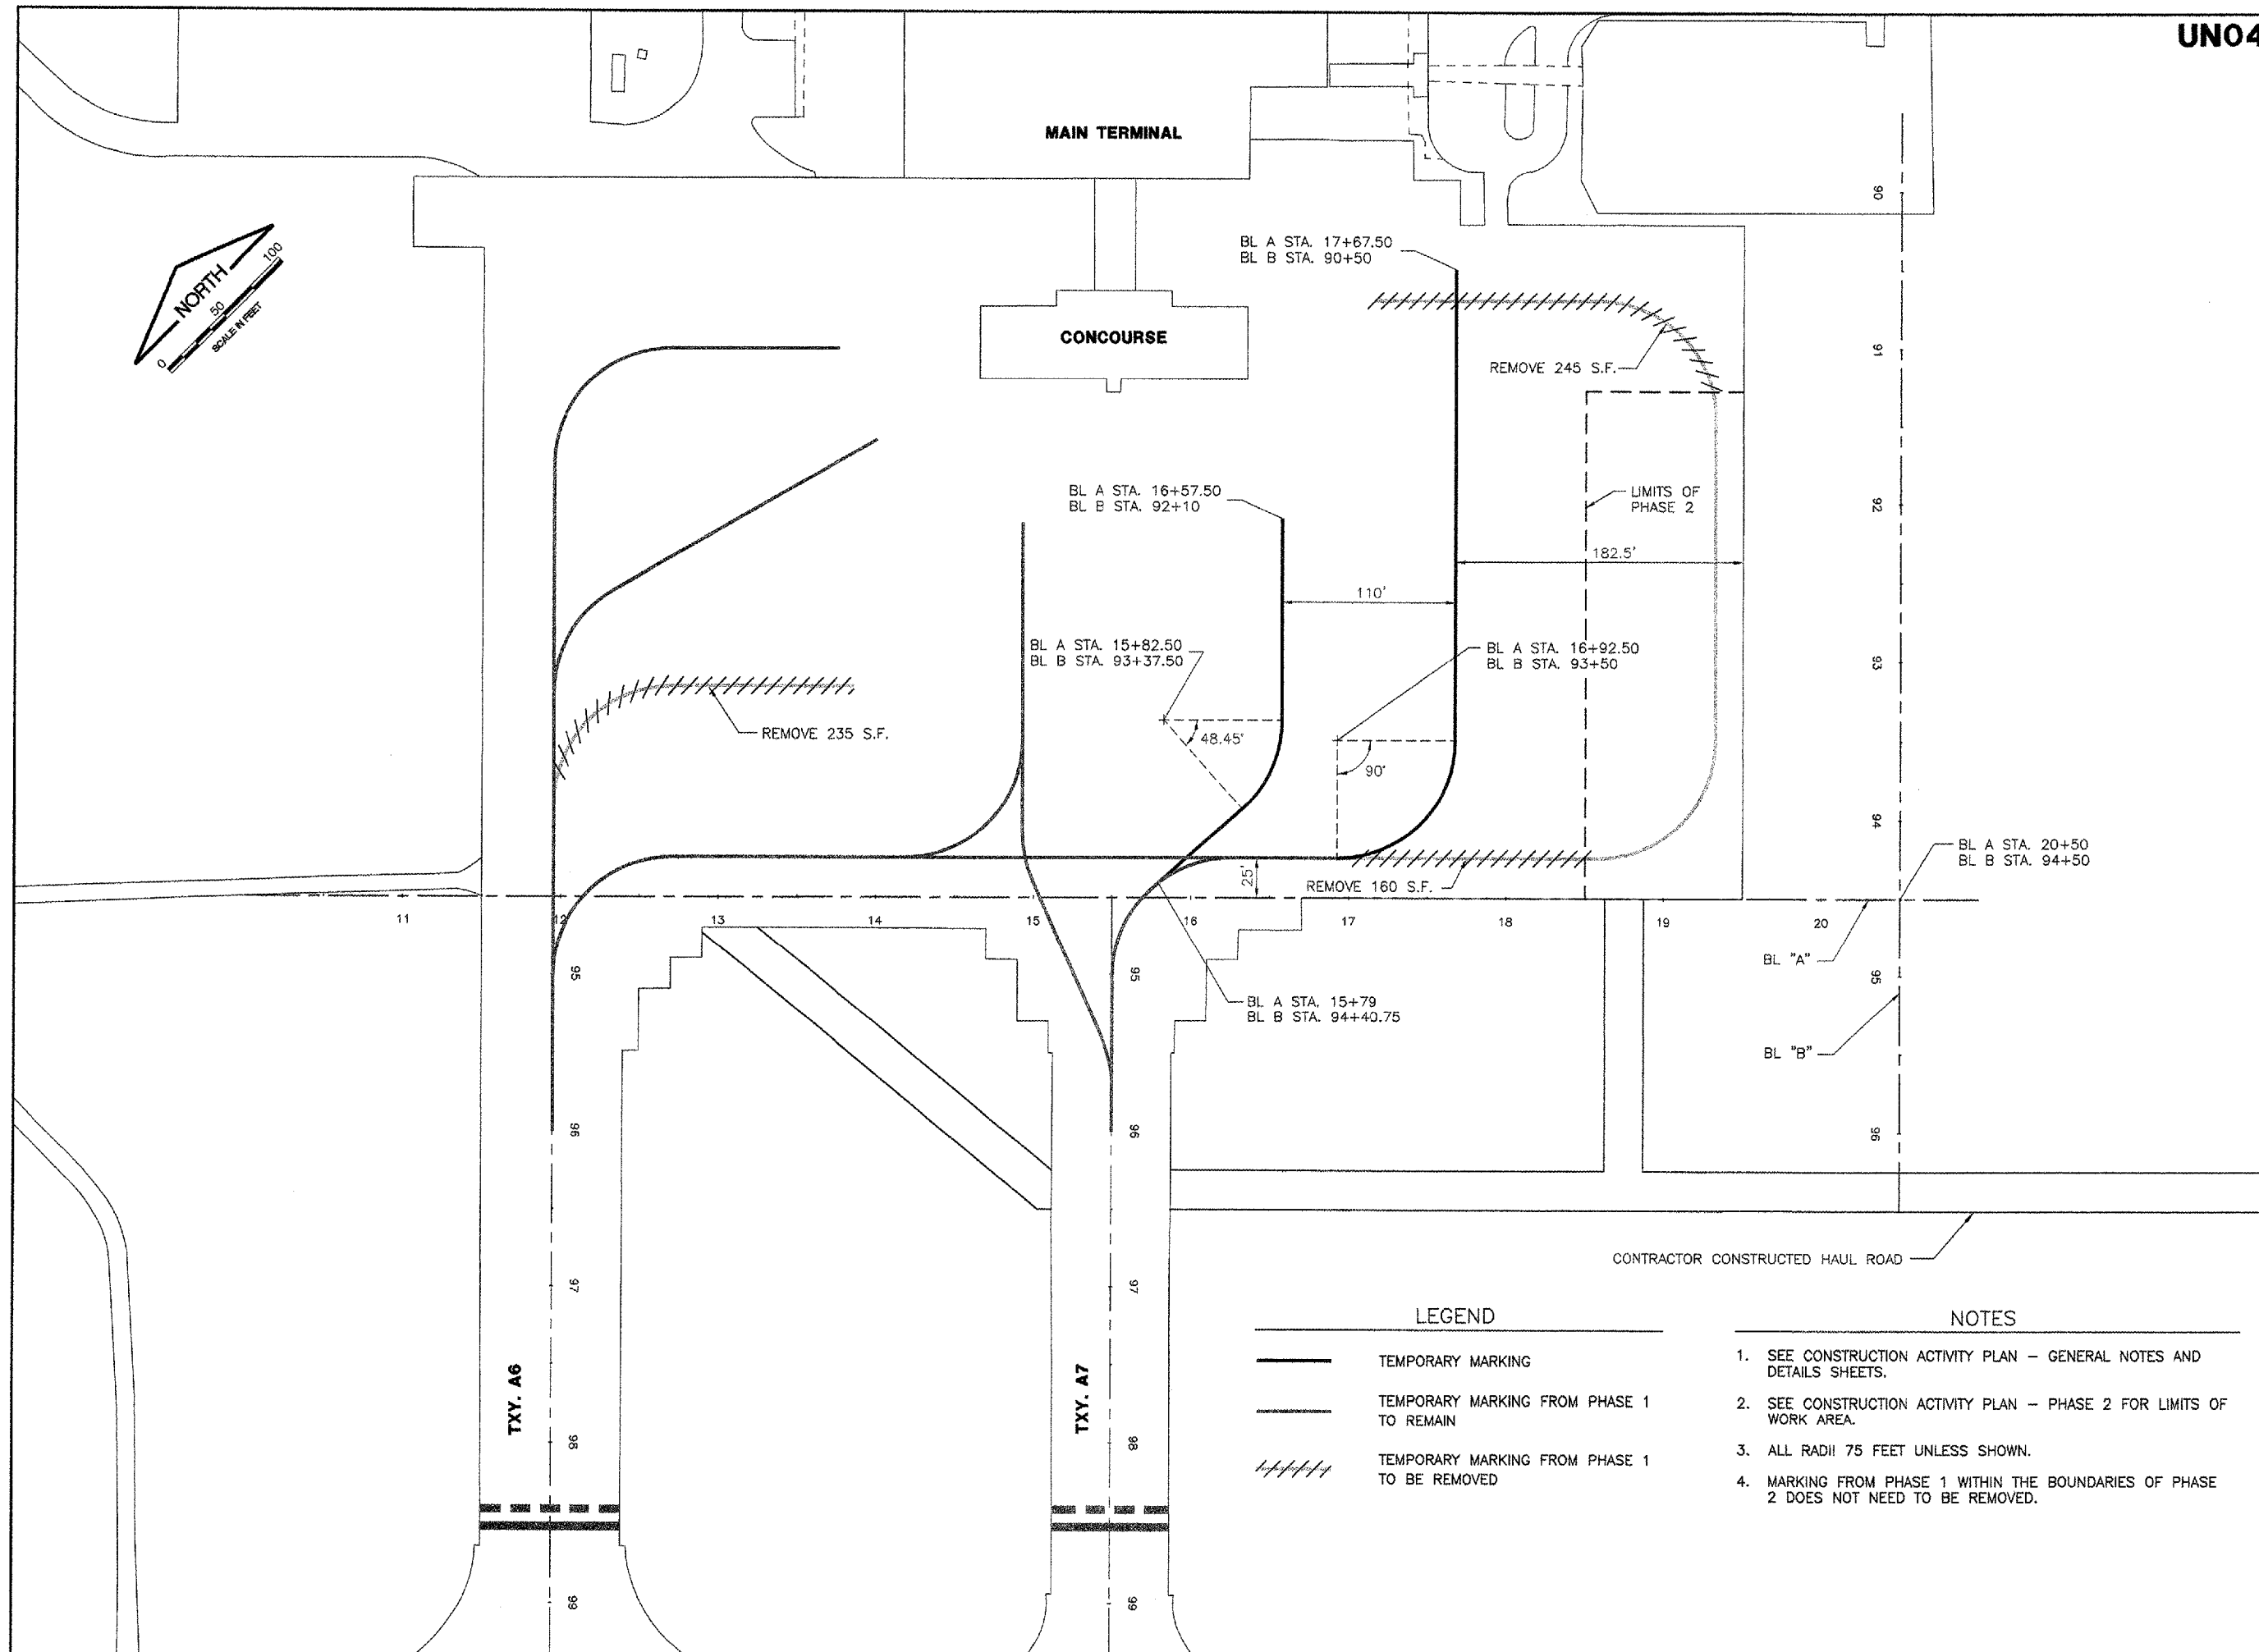 UN04
MAIN TERMINAL
NORTH
0 50 100
SCALE IN FEET
CONCOURSE
BL A STA. 17+67.50
BL B STA. 90+50
REMOVE 245 S.F.
BL A STA. 16+57.50
BL B STA. 92+10
LIMITS OF
PHASE 2
182.5'
110'
BL A STA. 15+82.50
BL B STA. 93+37.50
BL A STA. 16+92.50
BL B STA. 93+50
REMOVE 235 S.F.
48.45'
90'
25'
REMOVE 160 S.F.
BL A STA. 20+50
BL B STA. 94+50
11 12 13 14 15 16 17 18 19 20
90
91
92
93
94
95
96
BL "A"
BL "B"
BL A STA. 15+79
BL B STA. 94+40.75
95
96
97
98
99
95
96
97
98
99
TXY. A6
TXY. A7
CONTRACTOR CONSTRUCTED HAUL ROAD
LEGEND
TEMPORARY MARKING
TEMPORARY MARKING FROM PHASE 1
TO REMAIN
TEMPORARY MARKING FROM PHASE 1
TO BE REMOVED
NOTES
1. SEE CONSTRUCTION ACTIVITY PLAN – GENERAL NOTES AND
DETAILS SHEETS.
2. SEE CONSTRUCTION ACTIVITY PLAN – PHASE 2 FOR LIMITS OF
WORK AREA.
3. ALL RADII 75 FEET UNLESS SHOWN.
4. MARKING FROM PHASE 1 WITHIN THE BOUNDARIES OF PHASE
2 DOES NOT NEED TO BE REMOVED.